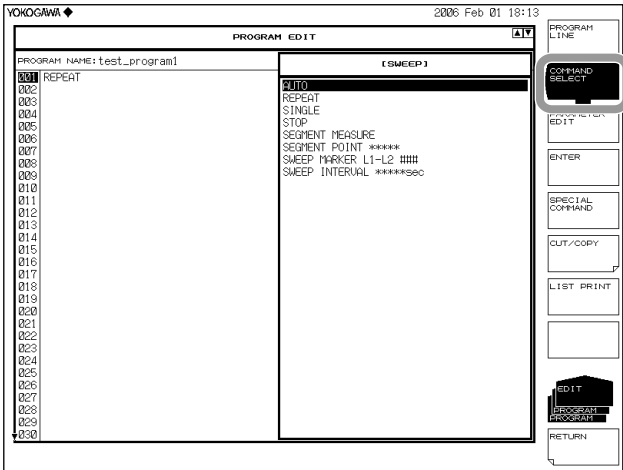 YOKOGAWA ◆
2006 Feb 01 18:13
PROGRAM EDIT
▲▼
PROGRAM NAME:test_program1
001 REPEAT
002
003
004
005
006
007
008
009
010
011
012
013
014
015
016
017
018
019
020
021
022
023
024
025
026
027
028
029
030
[SWEEP]
AUTO
REPEAT
SINGLE
STOP
SEGMENT MEASURE
SEGMENT POINT *****
SWEEP MARKER L1-L2 ###
SWEEP INTERVAL *****sec
PROGRAM
LINE
COMMAND
SELECT
PARAMETER
EDIT
ENTER
SPECIAL
COMMAND
CUT/COPY
LIST PRINT
EDIT
PROGRAM
PROGRAM
RETURN